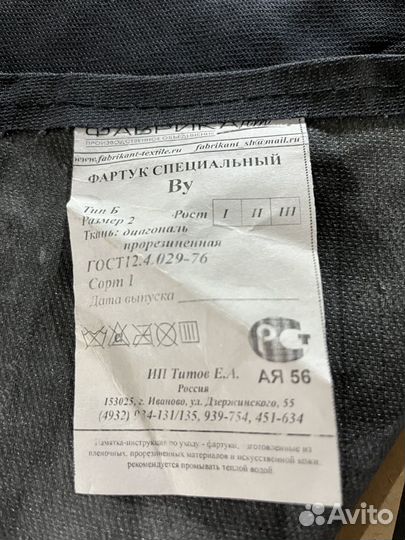 ПРОИЗВОДСТВЕННОЕ ОБЪЕДИНЕНИЕ
fabrikant-textile.ru fabrikant_sh@mail.ru
ФАРТУК СПЕЦИАЛЬНЫЙ
Ву
Тип Б
Размер 2 Рост I II III
Ткань: диагональ
прорезиненная
ГОСТ12.4.029-76
Сорт 1
Дата выпуска
РСТ
ИП Титов Е.А. АЯ 56
Россия
153025, г. Иваново, ул. Дзержинского, 55
(4932) 934-131/135, 939-754, 451-634
Памятка-инструкция по уходу - фартуки, изготовленные из
пленочных, прорезиненных материалов и искусственной кожи
рекомендуется промывать теплой водой.
Avito